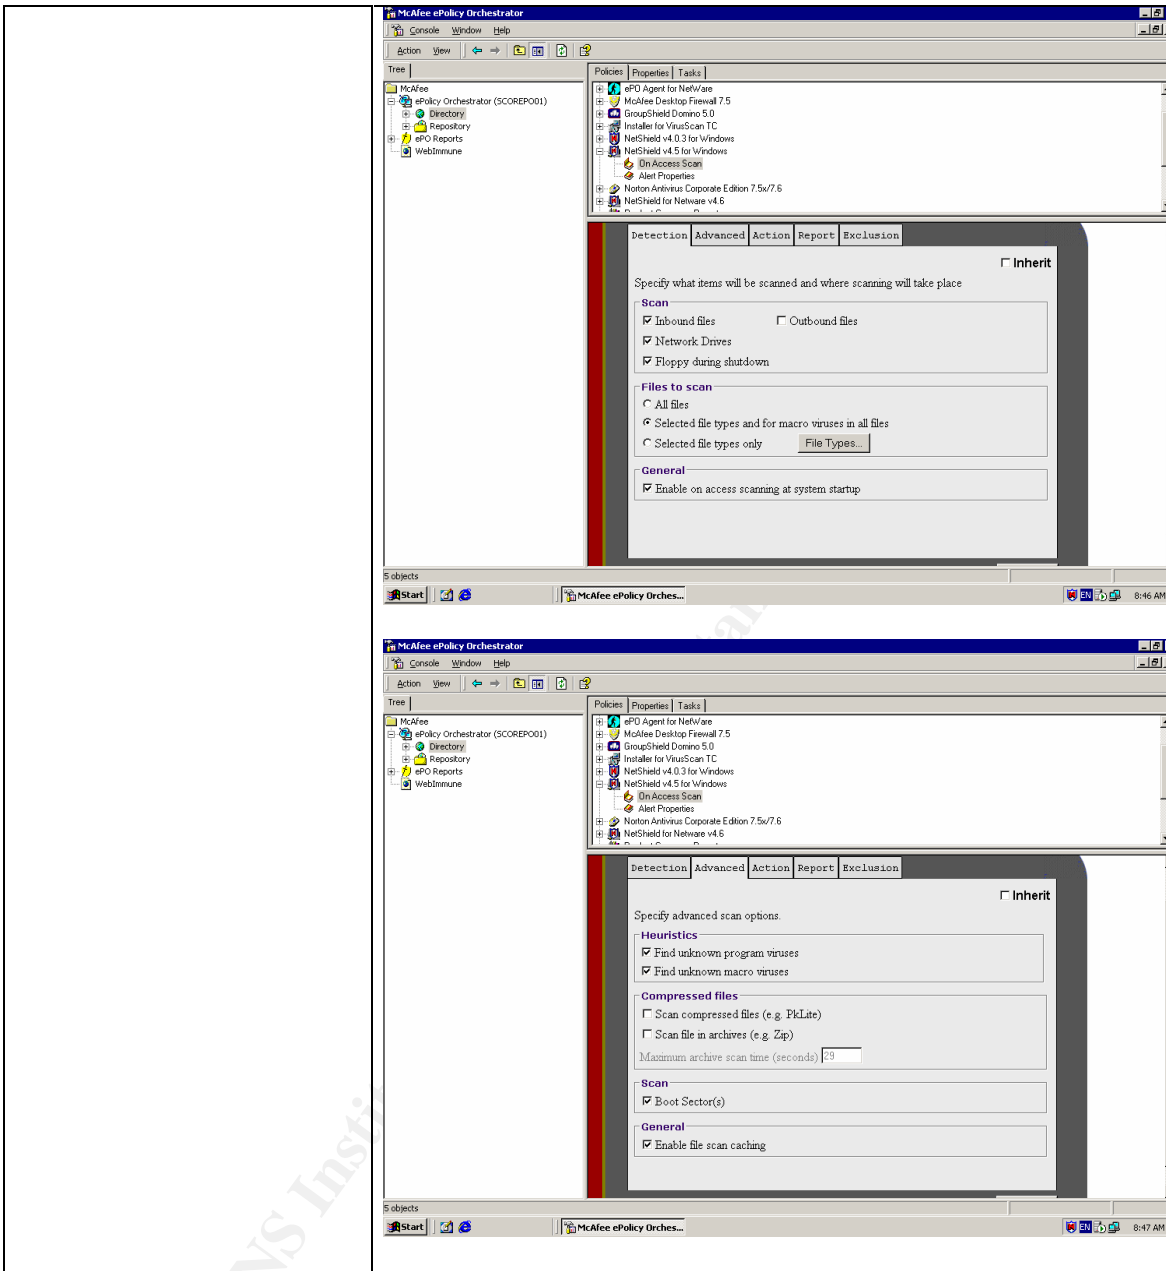 McAfee ePolicy Orchestrator
Console Window Help
Action View
Tree
McAfee
ePolicy Orchestrator (SCOREPO01)
Directory
Repository
ePO Reports
WebImmune
Policies Properties Tasks
ePO Agent for NetWare
McAfee Desktop Firewall 7.5
GroupShield Domino 5.0
Installer for VirusScan TC
NetShield v4.0.3 for Windows
NetShield v4.5 for Windows
On Access Scan
Alert Properties
Norton Antivirus Corporate Edition 7.5x/7.6
NetShield for Netware v4.6
Detection Advanced Action Report Exclusion
Inherit
Specify what items will be scanned and where scanning will take place
Scan
Inbound files Outbound files
Network Drives
Floppy during shutdown
Files to scan
All files
Selected file types and for macro viruses in all files
Selected file types only File Types...
General
Enable on access scanning at system startup
5 objects
Start McAfee ePolicy Orches... EN 8:46 AM
McAfee ePolicy Orchestrator
Console Window Help
Action View
Tree
McAfee
ePolicy Orchestrator (SCOREPO01)
Directory
Repository
ePO Reports
WebImmune
Policies Properties Tasks
ePO Agent for NetWare
McAfee Desktop Firewall 7.5
GroupShield Domino 5.0
Installer for VirusScan TC
NetShield v4.0.3 for Windows
NetShield v4.5 for Windows
On Access Scan
Alert Properties
Norton Antivirus Corporate Edition 7.5x/7.6
NetShield for Netware v4.6
Detection Advanced Action Report Exclusion
Inherit
Specify advanced scan options.
Heuristics
Find unknown program viruses
Find unknown macro viruses
Compressed files
Scan compressed files (e.g. PkLite)
Scan file in archives (e.g. Zip)
Maximum archive scan time (seconds) 29
Scan
Boot Sector(s)
General
Enable file scan caching
5 objects
Start McAfee ePolicy Orches... EN 8:47 AM